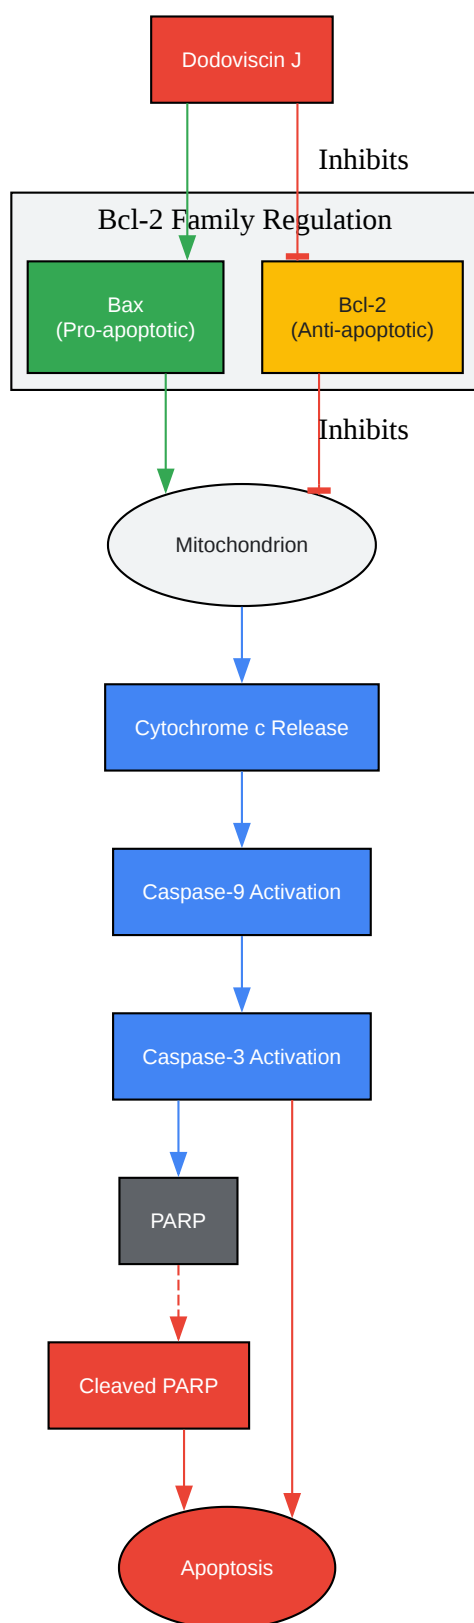 Dodoviscin J
Inhibits
Bcl-2 Family Regulation
Bax
(Pro-apoptotic)
Bcl-2
(Anti-apoptotic)
Inhibits
Mitochondrion
Cytochrome c Release
Caspase-9 Activation
Caspase-3 Activation
PARP
Cleaved PARP
Apoptosis